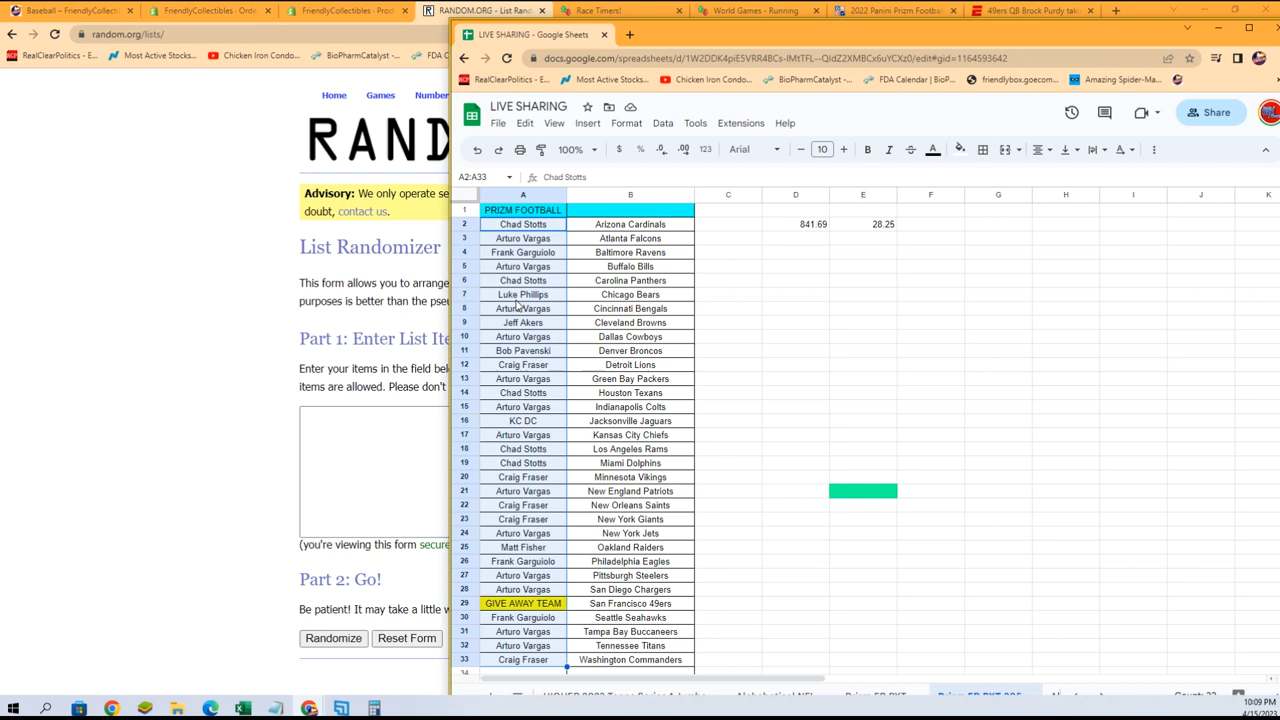 Baseball – FriendlyCollectibles
FriendlyCollectibles · Ord
FriendlyCollectibles · Prod
RANDOM.ORG - List Ran
Race Timers!
World Games - Running
2022 Panini Prizm Footbal
49ers QB Brock Purdy tak
random.org/lists/
LIVE SHARING - Google Sheets
RealClearPolitics - E...
Most Active Stocks...
Chicken Iron Condo...
BioPharmCatalyst -...
FDA C
docs.google.com/spreadsheets/d/1W2DDK4piE5VRR48Cs-IMtTFL--QIdZ2XMBCx6uYCXz0/edit#gid=1164593642
RealClearPolitics - E...
Most Active Stocks...
Chicken Iron Condo...
BioPharmCatalyst -...
FDA Calendar | BioP...
friendlybox.goecom...
Amazing Spider-Ma...
Home Games Number
RAND
Advisory: We only operate se
doubt, contact us.
List Randomizer
This form allows you to arrange
purposes is better than the pse
Part 1: Enter List Ite
Enter your items in the field bel
items are allowed. Please don't
(you're viewing this form secure
Part 2: Go!
Be patient! It may take a little w
Randomize Reset Form
LIVE SHARING
File Edit View Insert Format Data Tools Extensions Help
Share
100% $ % .0 .00 123 Arial 10 B I A
A2:A33 Chad Stotts
A B C D E F G H I J K
1 PRIZM FOOTBALL
2 Chad Stotts Arizona Cardinals 841.69 28.25
3 Arturo Vargas Atlanta Falcons
4 Frank Garguiolo Baltimore Ravens
5 Arturo Vargas Buffalo Bills
6 Chad Stotts Carolina Panthers
7 Luke Phillips Chicago Bears
8 Arturo Vargas Cincinnati Bengals
9 Jeff Akers Cleveland Browns
10 Arturo Vargas Dallas Cowboys
11 Bob Pavenski Denver Broncos
12 Craig Fraser Detroit Lions
13 Arturo Vargas Green Bay Packers
14 Chad Stotts Houston Texans
15 Arturo Vargas Indianapolis Colts
16 KC DC Jacksonville Jaguars
17 Arturo Vargas Kansas City Chiefs
18 Chad Stotts Los Angeles Rams
19 Chad Stotts Miami Dolphins
20 Craig Fraser Minnesota Vikings
21 Arturo Vargas New England Patriots
22 Craig Fraser New Orleans Saints
23 Craig Fraser New York Giants
24 Arturo Vargas New York Jets
25 Matt Fisher Oakland Raiders
26 Frank Garguiolo Philadelphia Eagles
27 Arturo Vargas Pittsburgh Steelers
28 Arturo Vargas San Diego Chargers
29 GIVE AWAY TEAM San Francisco 49ers
30 Frank Garguiolo Seattle Seahawks
31 Arturo Vargas Tampa Bay Buccaneers
32 Arturo Vargas Tennessee Titans
33 Craig Fraser Washington Commanders
34
10:09 PM
4/15/2023